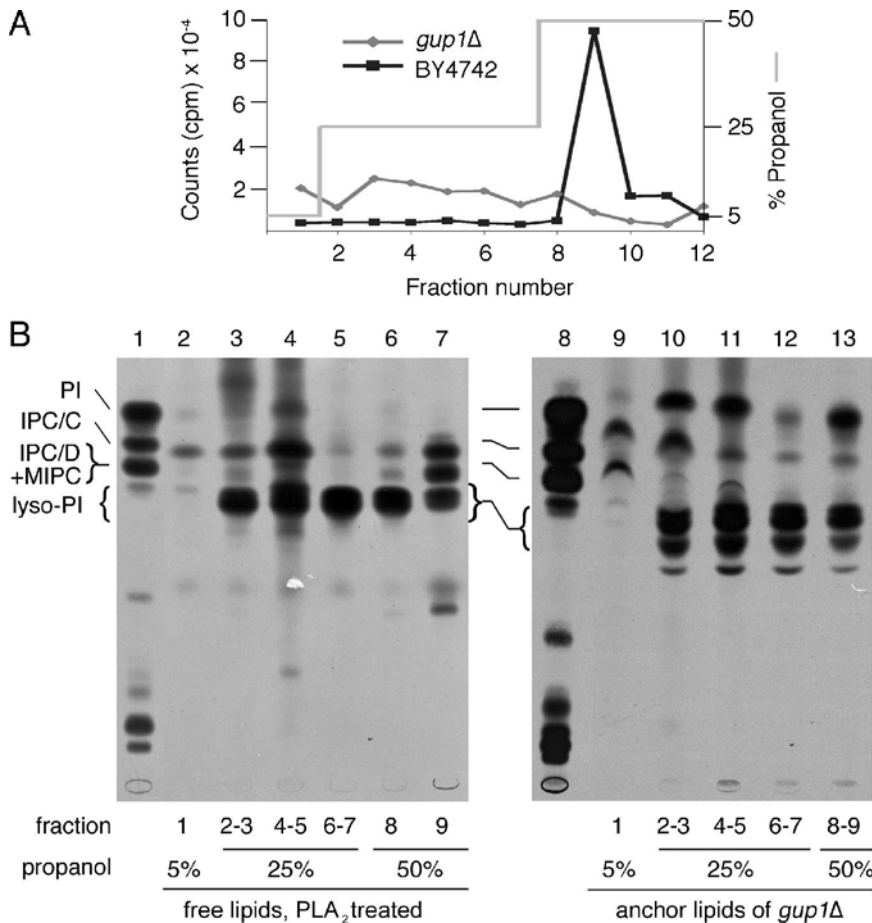 A
Counts (cpm) x 10⁻⁴
10
8
6
4
2
gup1Δ
BY4742
50
25
5
% Propanol
2 4 6 8 10 12
Fraction number
B
1 2 3 4 5 6 7 8 9 10 11 12 13
PI
IPC/C
IPC/D
+MIPC
lyso-PI
fraction 1 2-3 4-5 6-7 8 9 1 2-3 4-5 6-7 8-9
propanol 5% 25% 50% 5% 25% 50%
free lipids, PLA₂ treated anchor lipids of gup1Δ